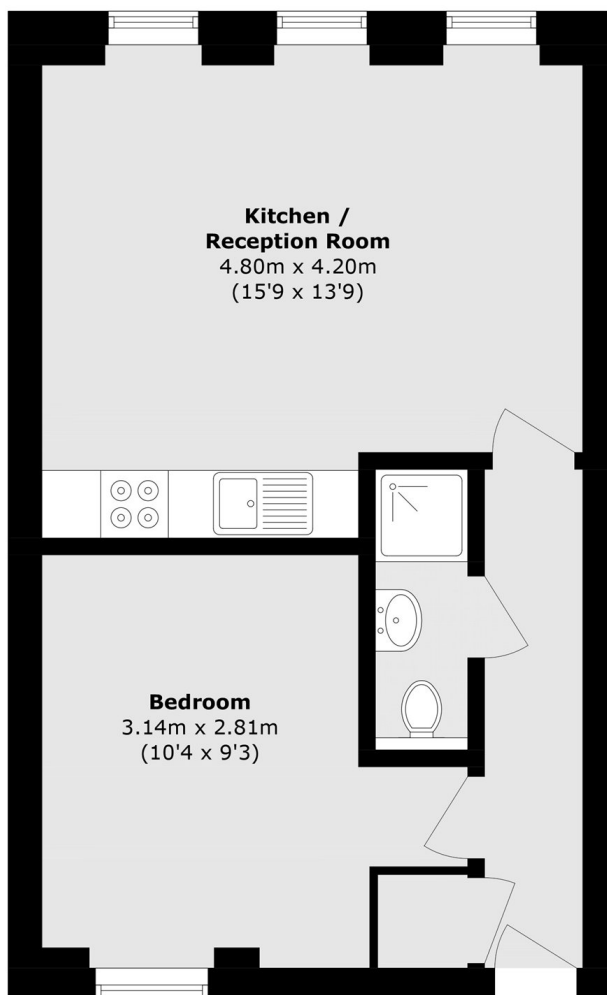 Kitchen /
Reception Room
4.80m x 4.20m
(15'9 x 13'9)
Bedroom
3.14m x 2.81m
(10'4 x 9'3)